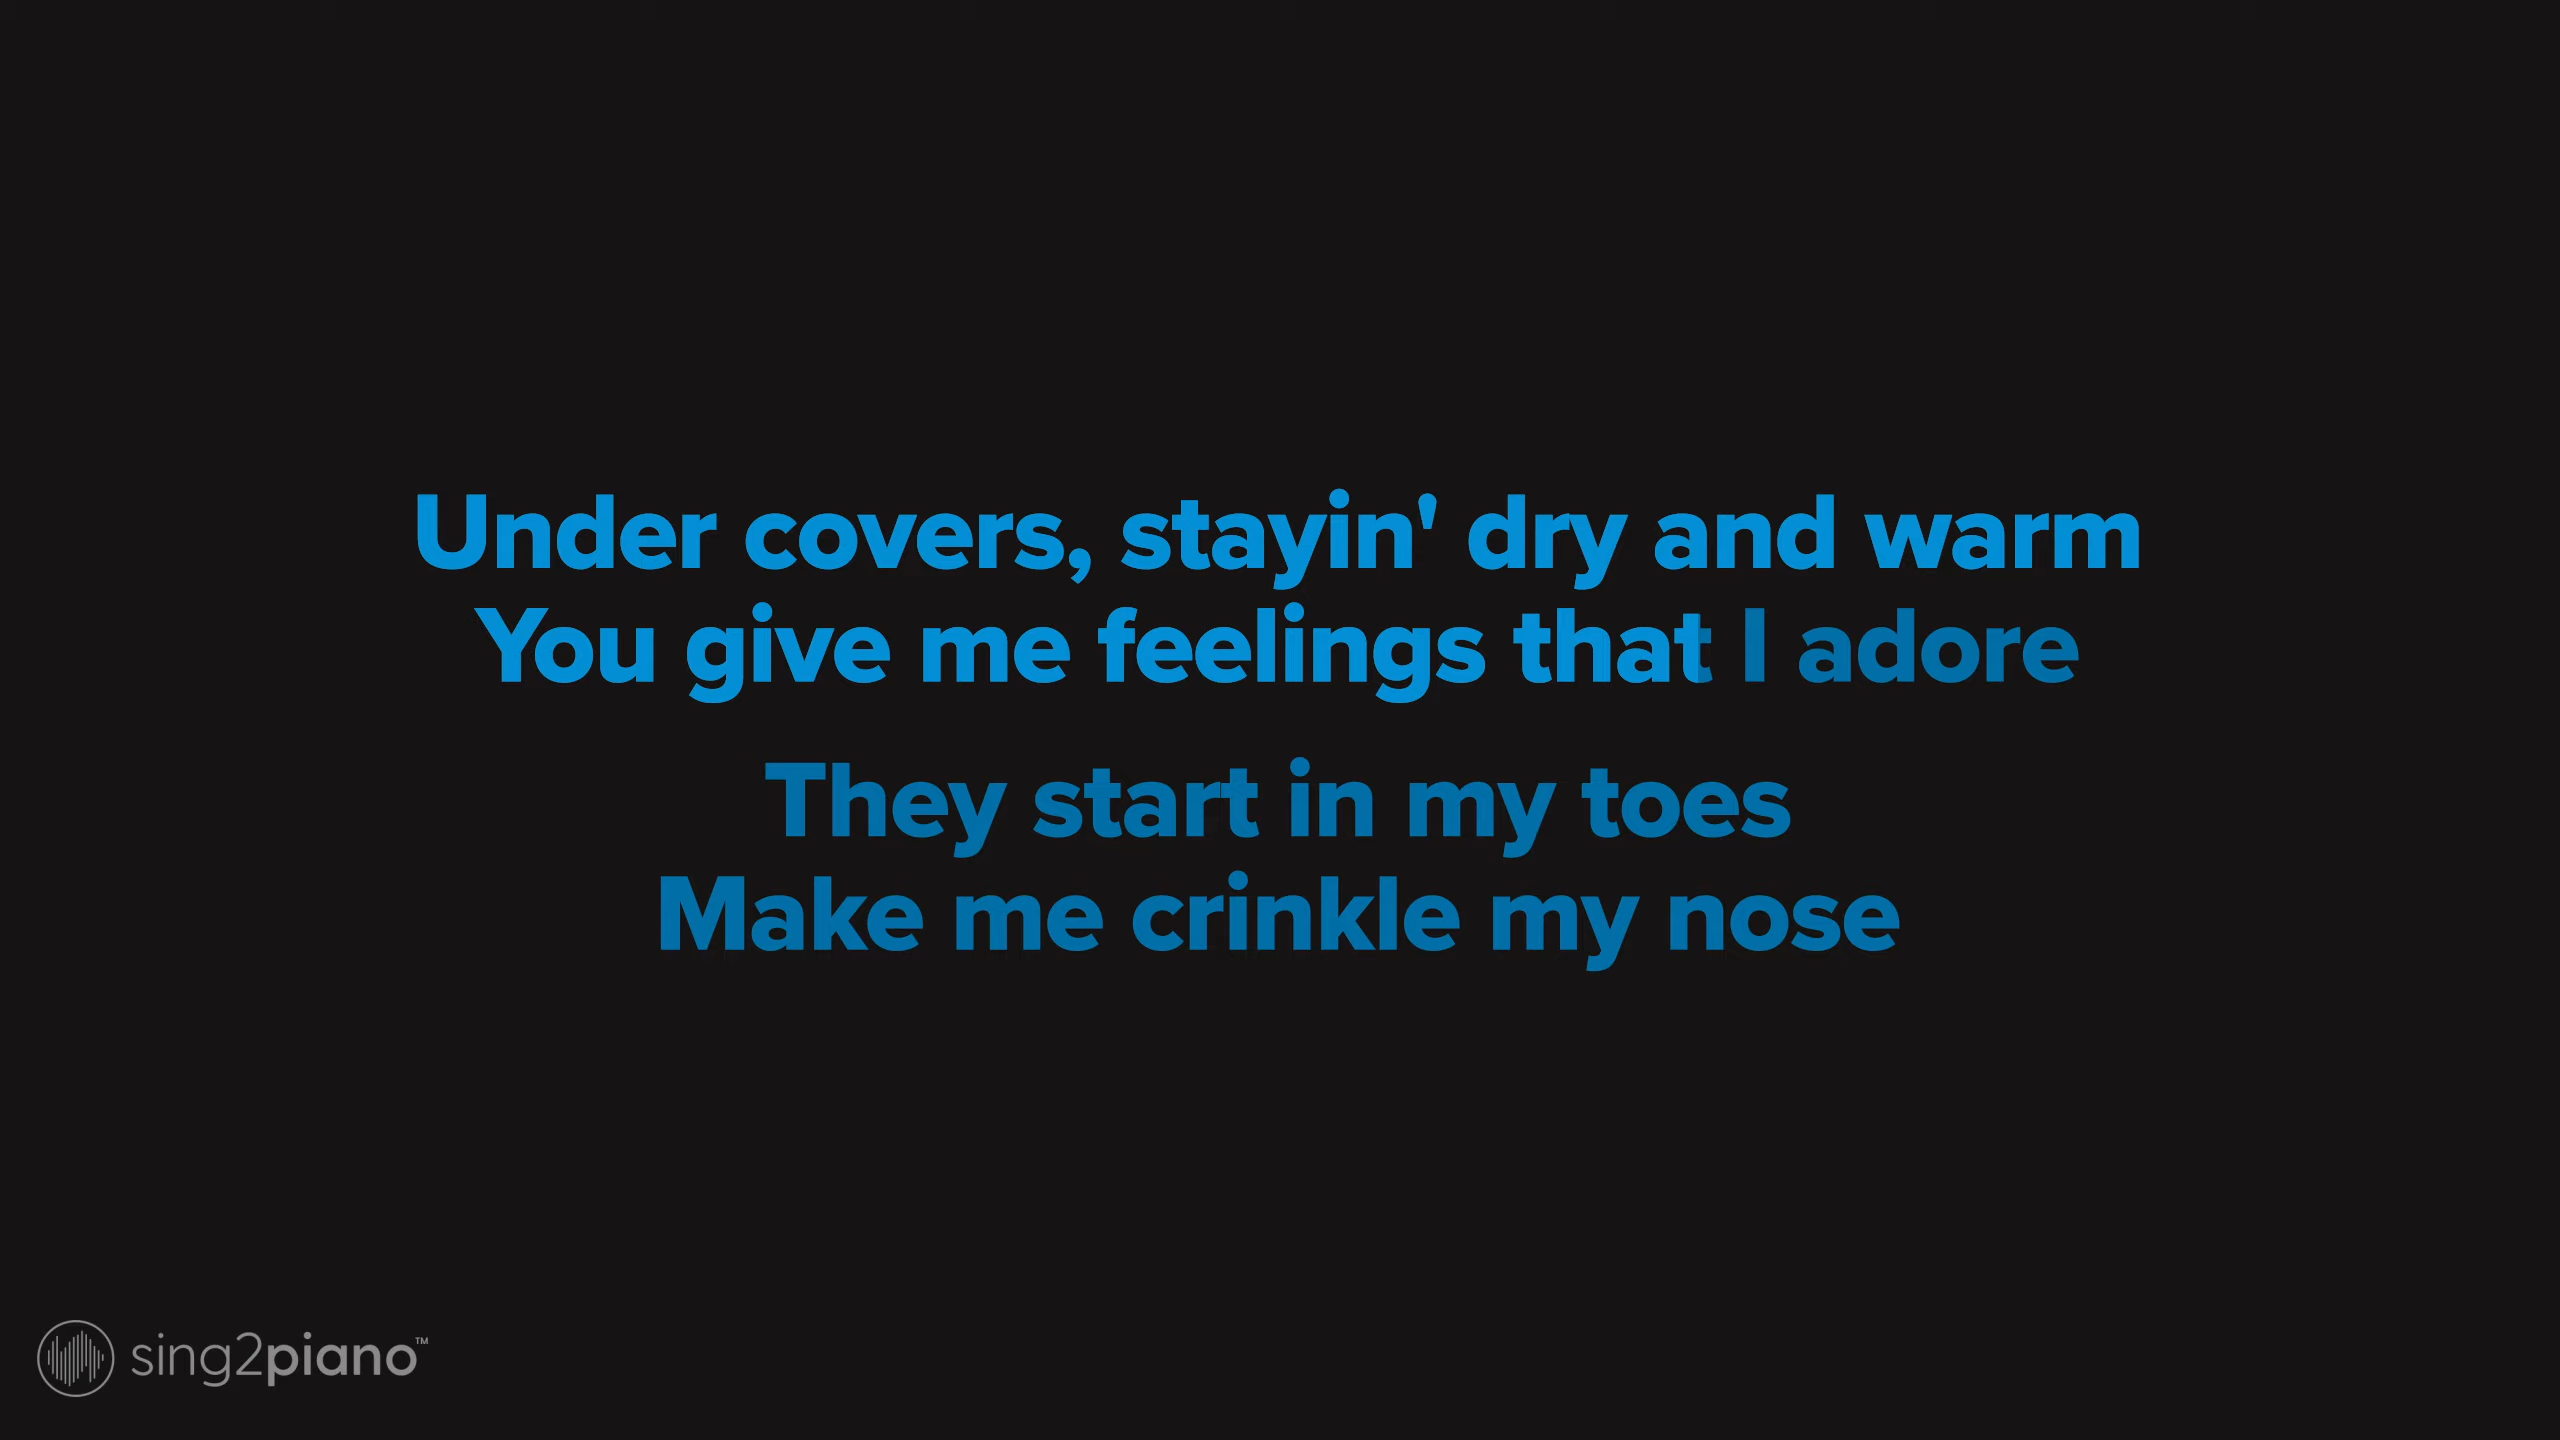 Under covers, stayin' dry and warm
You give me feelings that I adore
They start in my toes
Make me crinkle my nose
sing2piano™